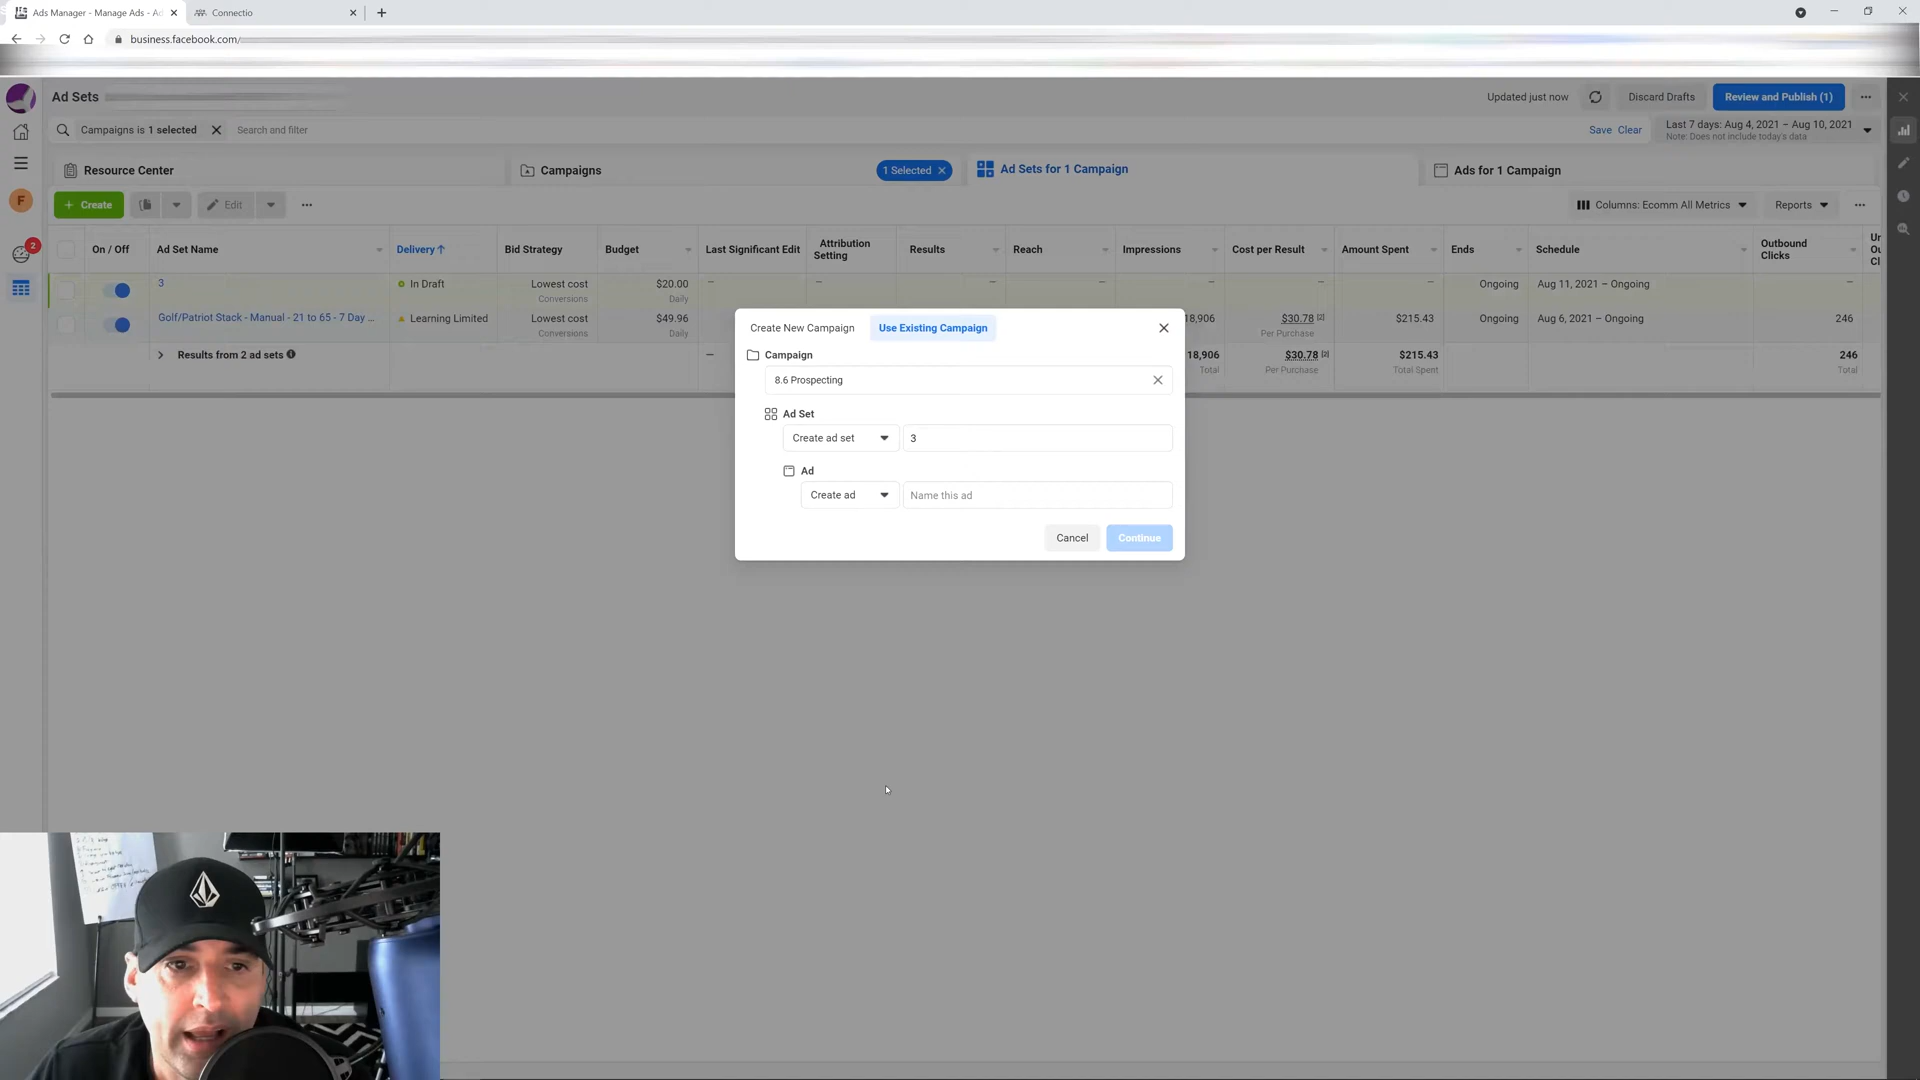 Ads Manager - Manage Ads - Ad
Connectio
business.facebook.com/
Ad Sets
Updated just now
Discard Drafts
Review and Publish (1)
Campaigns is 1 selected
Search and filter
Save Clear
Last 7 days: Aug 4, 2021 – Aug 10, 2021
Note: Does not include today's data
Resource Center
Campaigns
1 Selected
Ad Sets for 1 Campaign
Ads for 1 Campaign
F
+ Create
Edit
Columns: Ecomm All Metrics
Reports
2
On / Off
Ad Set Name
Delivery
Bid Strategy
Budget
Last Significant Edit
Attribution Setting
Results
Reach
Impressions
Cost per Result
Amount Spent
Ends
Schedule
Outbound Clicks
3
In Draft
Lowest cost
Conversions
$20.00
Daily
—
—
—
—
—
—
—
Ongoing
Aug 11, 2021 – Ongoing
—
Golf/Patriot Stack - Manual - 21 to 65 - 7 Day ...
Learning Limited
Lowest cost
Conversions
$49.96
Daily
18,906
$30.78 [2]
Per Purchase
$215.43
Ongoing
Aug 6, 2021 – Ongoing
246
Results from 2 ad sets
—
18,906
Total
$30.78 [2]
Per Purchase
$215.43
Total Spent
246
Total
Create New Campaign
Use Existing Campaign
Campaign
8.6 Prospecting
Ad Set
Create ad set
3
Ad
Create ad
Name this ad
Cancel
Continue